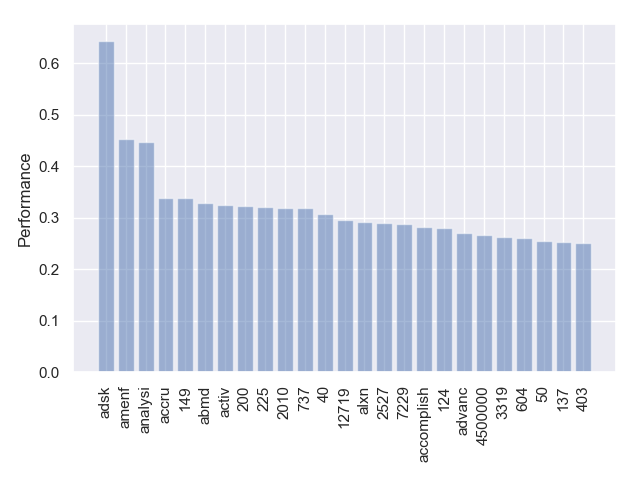 Performance
0.6
0.5
0.4
0.3
0.2
0.1
0.0
adsk
amenf
analysi
accru
149
abmd
activ
200
225
2010
737
40
12719
alxn
2527
7229
accomplish
124
advanc
4500000
3319
604
50
137
403